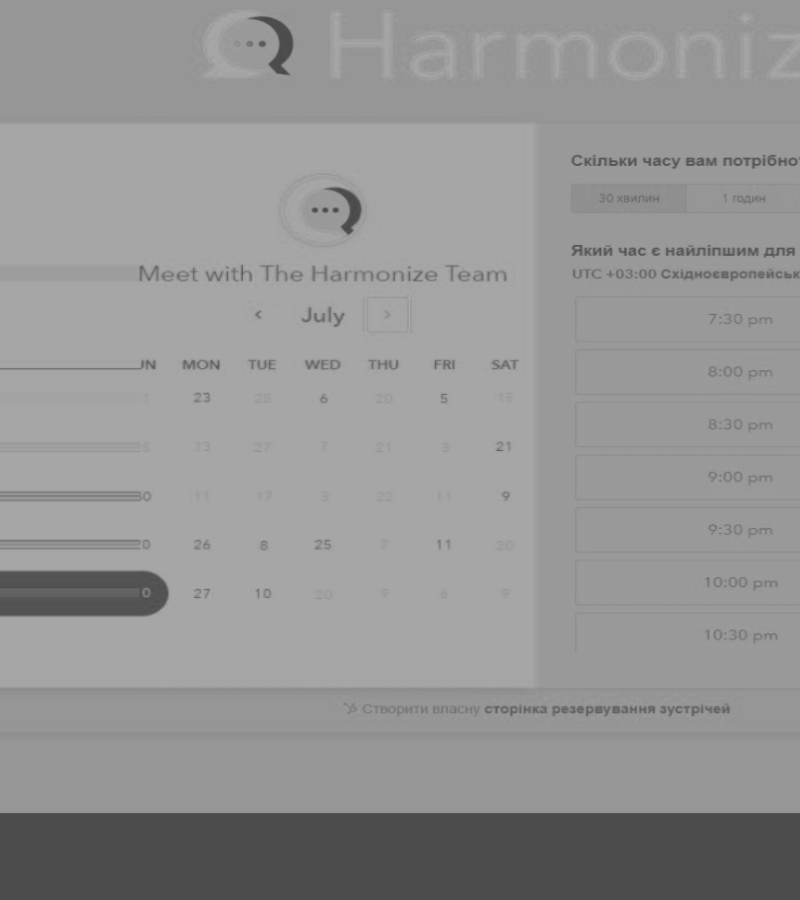 Harmoniz
Meet with The Harmonize Team
July
UN MON TUE WED THU FRI SAT
1 23 28 6 20 5 15
5 13 27 7 21 3 21
0 11 17 9 22 11 9
0 26 8 25 7 11 20
0 27 10 20 9 6 9
Скільки часу вам потрібно
30 хвилин 1 годин
Який час є найліпшим для
UTC +03:00 Східноєвропейськ
7:30 pm
8:00 pm
8:30 pm
9:00 pm
9:30 pm
10:00 pm
10:30 pm
Створити власну сторінка резервування зустрічей